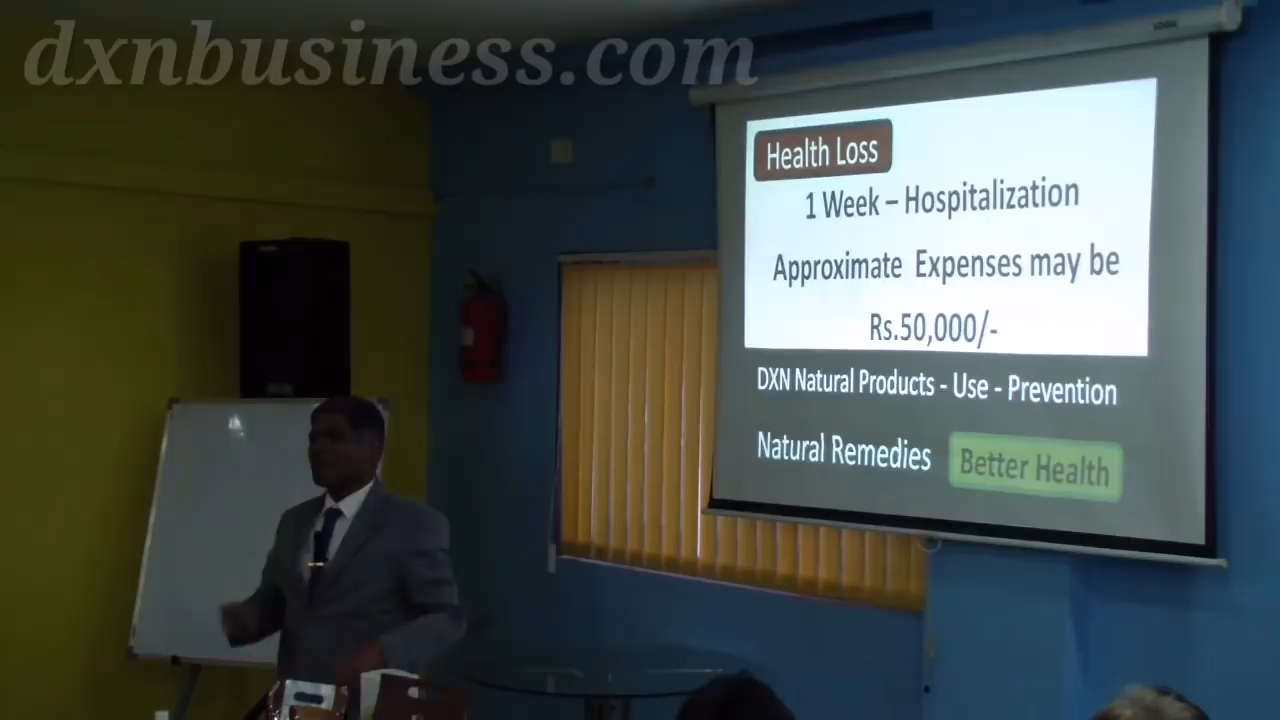 dxnbusiness.com
Health Loss
1 Week – Hospitalization
Approximate Expenses may be
Rs.50,000/-
DXN Natural Products - Use - Prevention
Natural Remedies Better Health